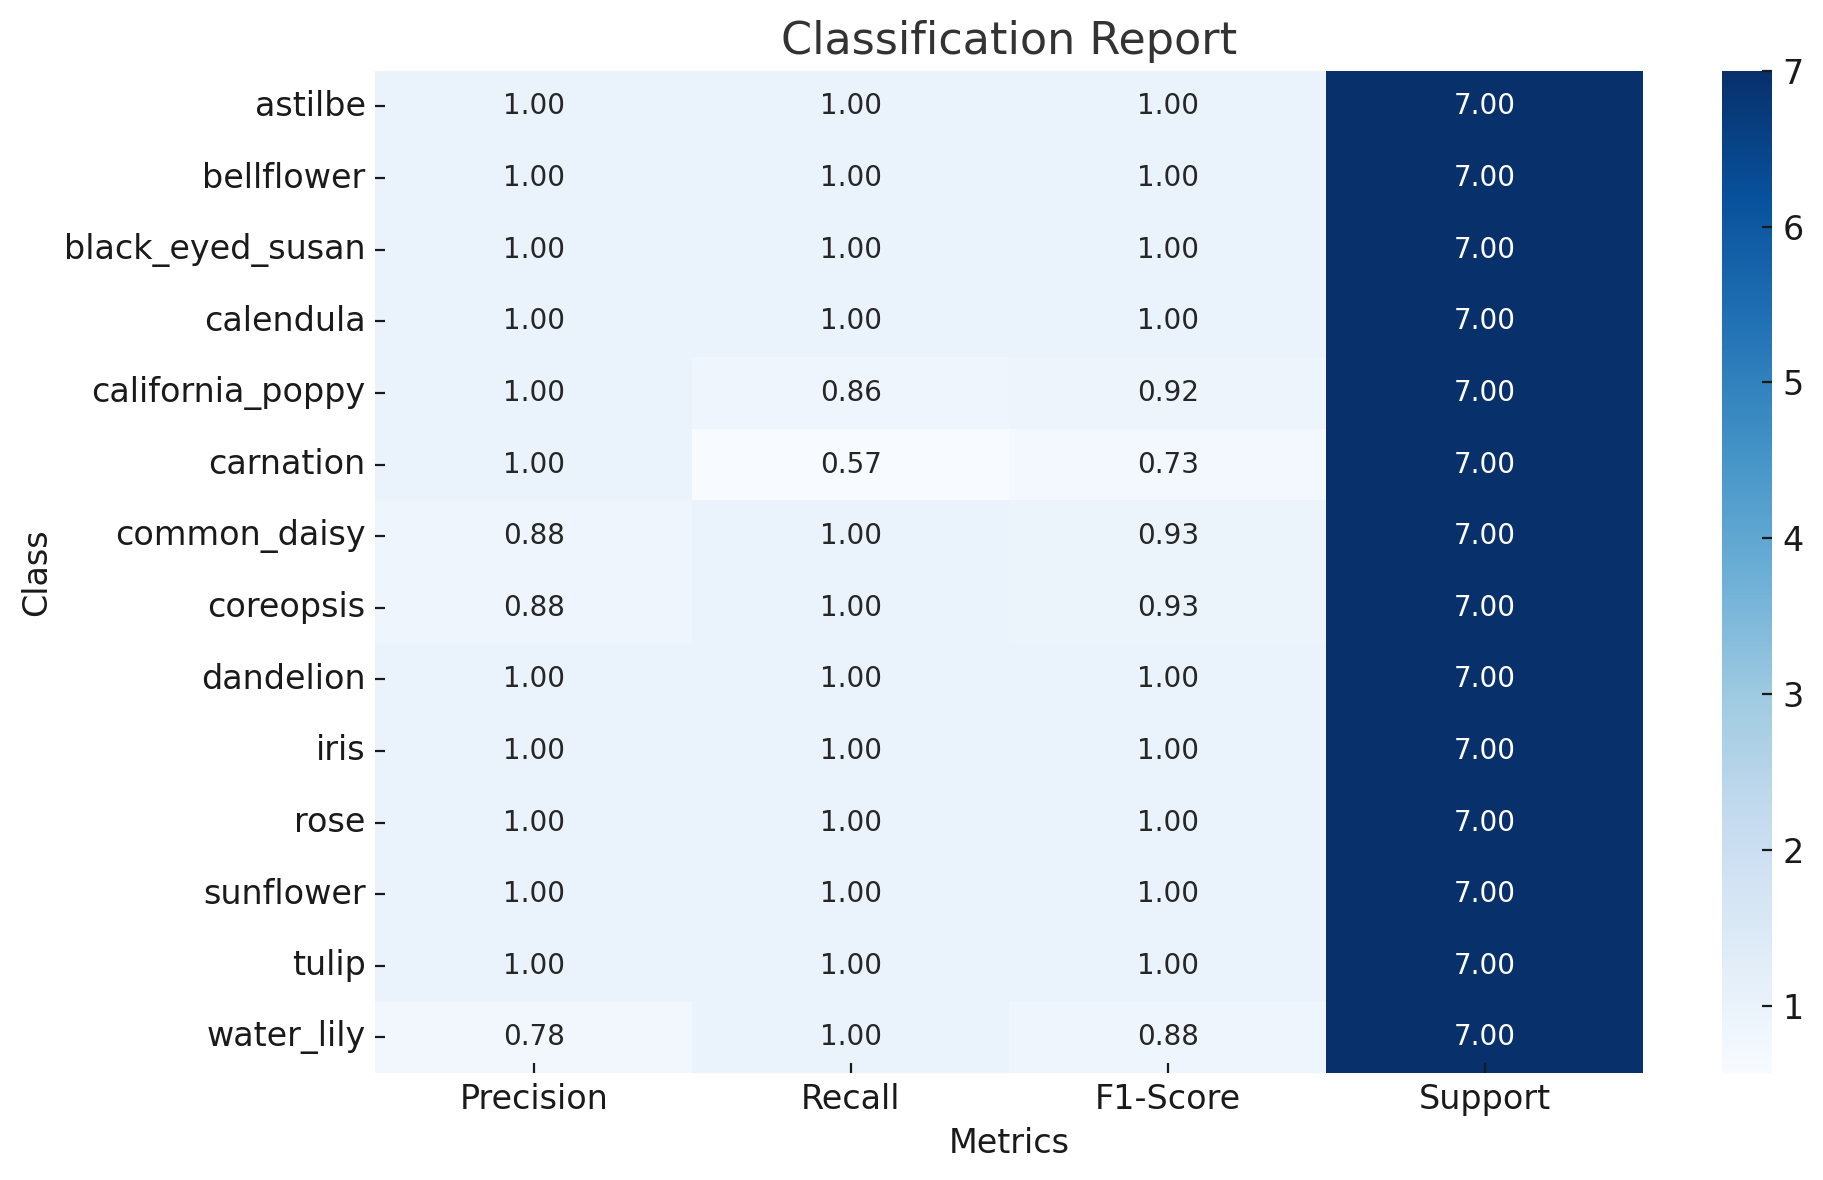 Classification Report
astilbe 1.00 1.00 1.00 7.00
bellflower 1.00 1.00 1.00 7.00
black_eyed_susan 1.00 1.00 1.00 7.00
calendula 1.00 1.00 1.00 7.00
california_poppy 1.00 0.86 0.92 7.00
carnation 1.00 0.57 0.73 7.00
common_daisy 0.88 1.00 0.93 7.00
coreopsis 0.88 1.00 0.93 7.00
dandelion 1.00 1.00 1.00 7.00
iris 1.00 1.00 1.00 7.00
rose 1.00 1.00 1.00 7.00
sunflower 1.00 1.00 1.00 7.00
tulip 1.00 1.00 1.00 7.00
water_lily 0.78 1.00 0.88 7.00
Precision Recall F1-Score Support
Metrics
Class
7
6
5
4
3
2
1